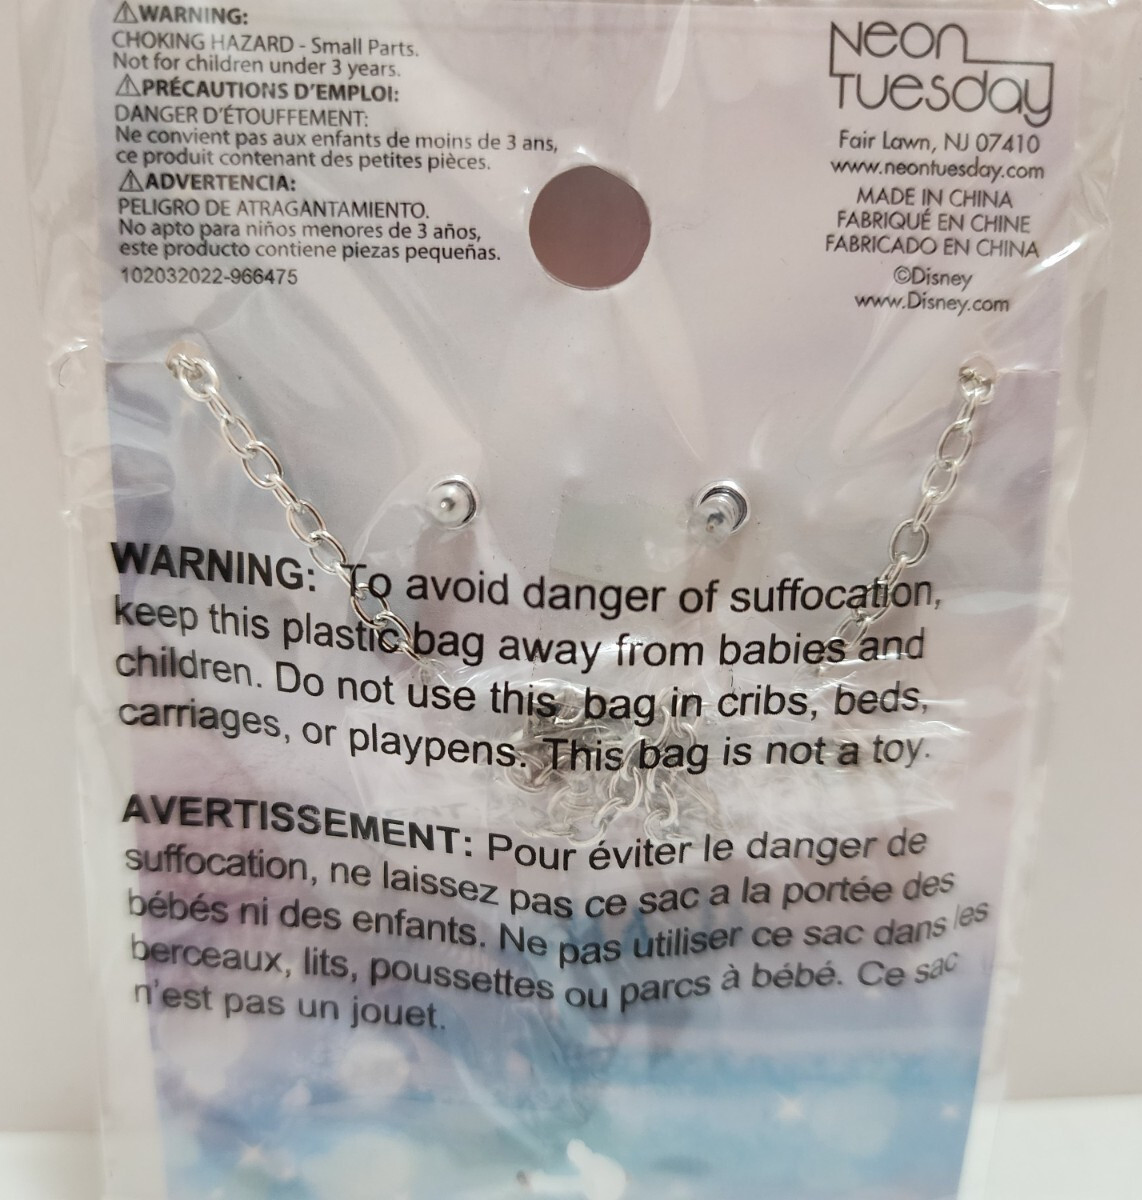 ⚠WARNING:
CHOKING HAZARD - Small Parts.
Not for children under 3 years.
⚠PRÉCAUTIONS D'EMPLOI:
DANGER D'ÉTOUFFEMENT:
Ne convient pas aux enfants de moins de 3 ans,
ce produit contenant des petites pièces.
⚠ADVERTENCIA:
PELIGRO DE ATRAGANTAMIENTO.
No apto para niños menores de 3 años,
este producto contiene piezas pequeñas.
102032022-966475
Neon
Tuesday
Fair Lawn, NJ 07410
www.neontuesday.com
MADE IN CHINA
FABRIQUÉ EN CHINE
FABRICADO EN CHINA
©Disney
www.Disney.com
WARNING: To avoid danger of suffocation,
keep this plastic bag away from babies and
children. Do not use this bag in cribs, beds,
carriages, or playpens. This bag is not a toy.
AVERTISSEMENT: Pour éviter le danger de
suffocation, ne laissez pas ce sac a la portée des
bébés ni des enfants. Ne pas utiliser ce sac dans les
berceaux, lits, poussettes ou parcs à bébé. Ce sac
n'est pas un jouet.